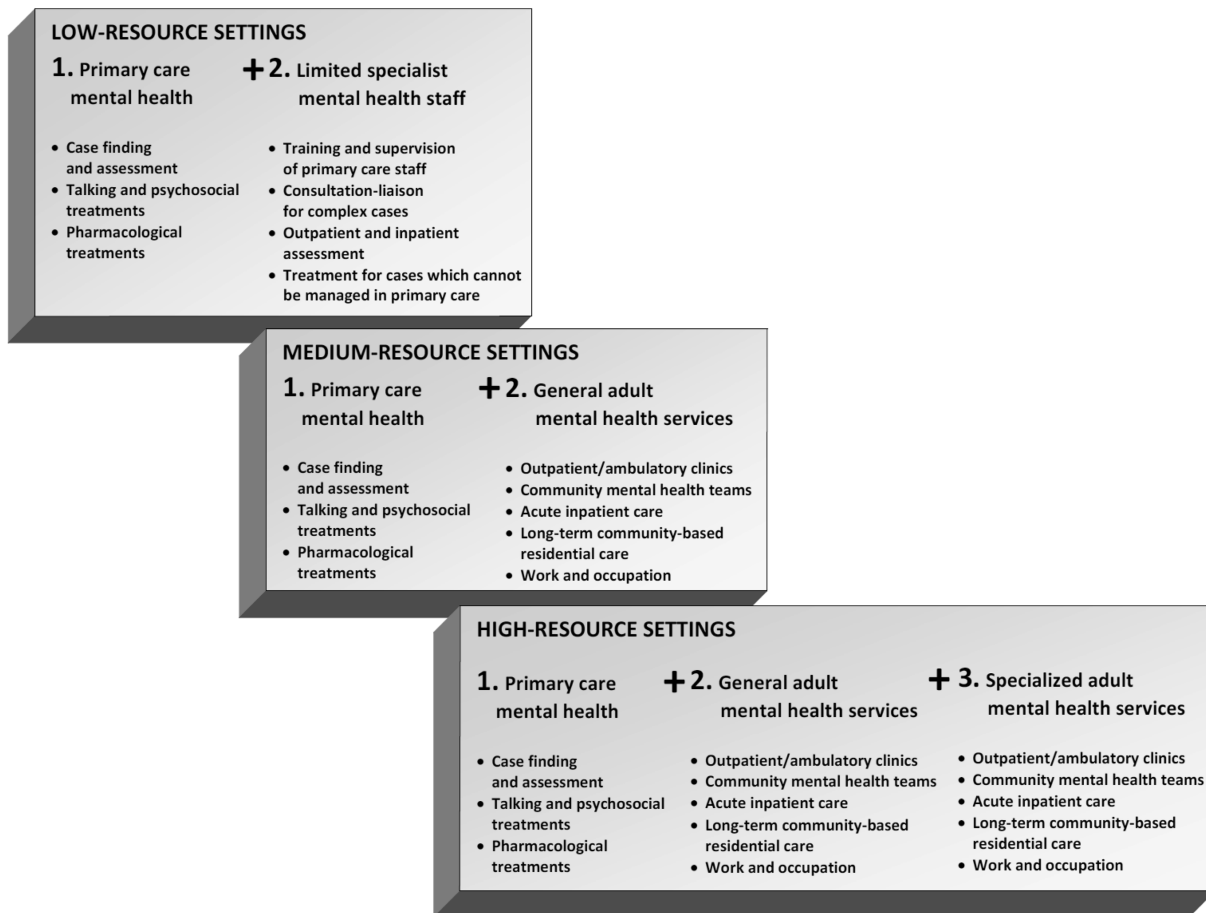 LOW-RESOURCE SETTINGS
1. Primary care
mental health
+ 2. Limited specialist
mental health staff
• Case finding
and assessment
• Talking and psychosocial
treatments
• Pharmacological
treatments
• Training and supervision
of primary care staff
• Consultation-liaison
for complex cases
• Outpatient and inpatient
assessment
• Treatment for cases which cannot
be managed in primary care
MEDIUM-RESOURCE SETTINGS
1. Primary care
mental health
+ 2. General adult
mental health services
• Case finding
and assessment
• Talking and psychosocial
treatments
• Pharmacological
treatments
• Outpatient/ambulatory clinics
• Community mental health teams
• Acute inpatient care
• Long-term community-based
residential care
• Work and occupation
HIGH-RESOURCE SETTINGS
1. Primary care
mental health
+ 2. General adult
mental health services
+ 3. Specialized adult
mental health services
• Case finding
and assessment
• Talking and psychosocial
treatments
• Pharmacological
treatments
• Outpatient/ambulatory clinics
• Community mental health teams
• Acute inpatient care
• Long-term community-based
residential care
• Work and occupation
• Outpatient/ambulatory clinics
• Community mental health teams
• Acute inpatient care
• Long-term community-based
residential care
• Work and occupation